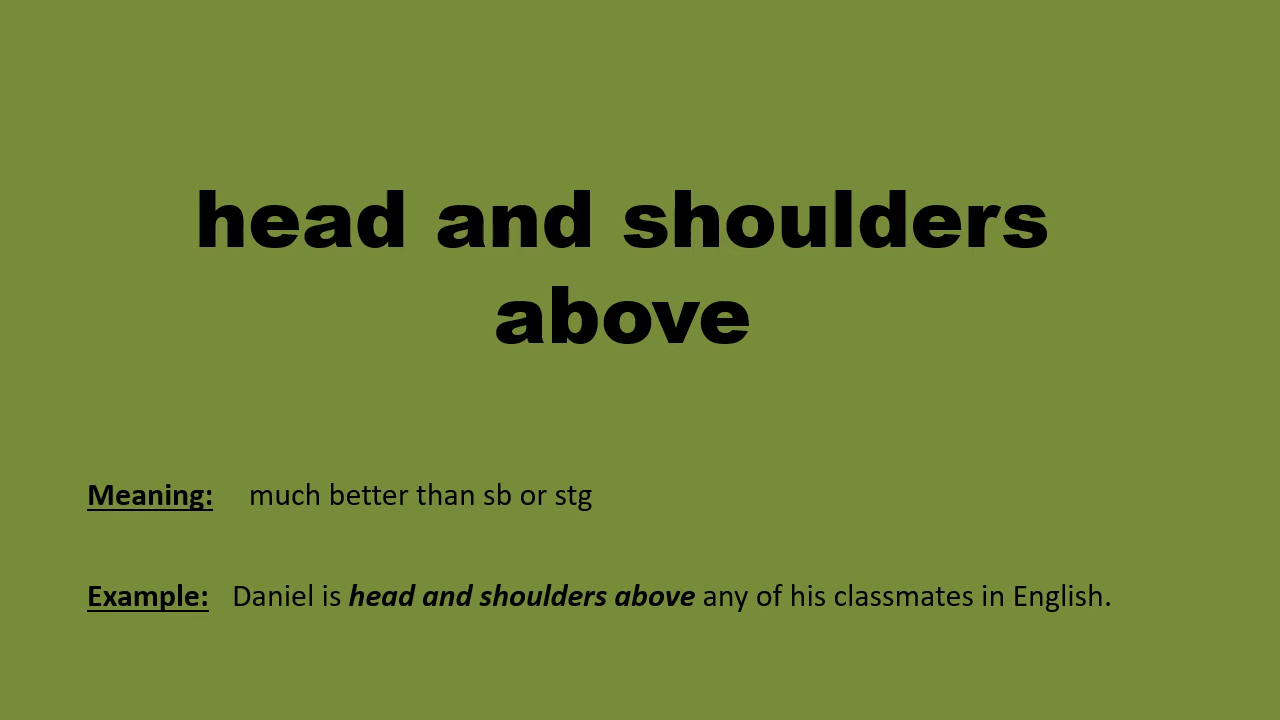 head and shoulders
above
Meaning: much better than sb or stg
Example: Daniel is head and shoulders above any of his classmates in English.